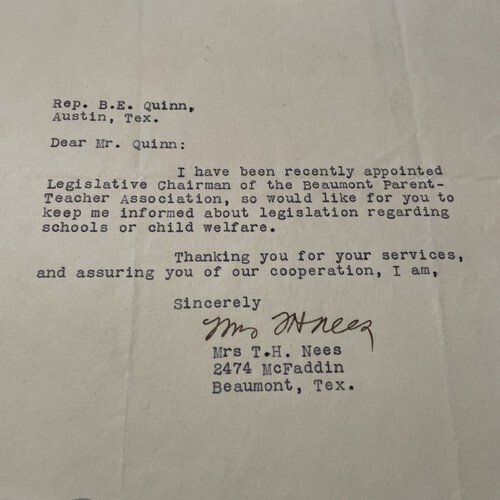 Rep. B.E. Quinn,
Austin, Tex.
Dear Mr. Quinn:
I have been recently appointed
Legislative Chairman of the Beaumont Parent-
Teacher Association, so would like for you to
keep me informed about legislation regarding
schools or child welfare.
Thanking you for your services,
and assuring you of our cooperation, I am,
Sincerely
Mrs T.H. Nees
Mrs T.H. Nees
2474 McFaddin
Beaumont, Tex.